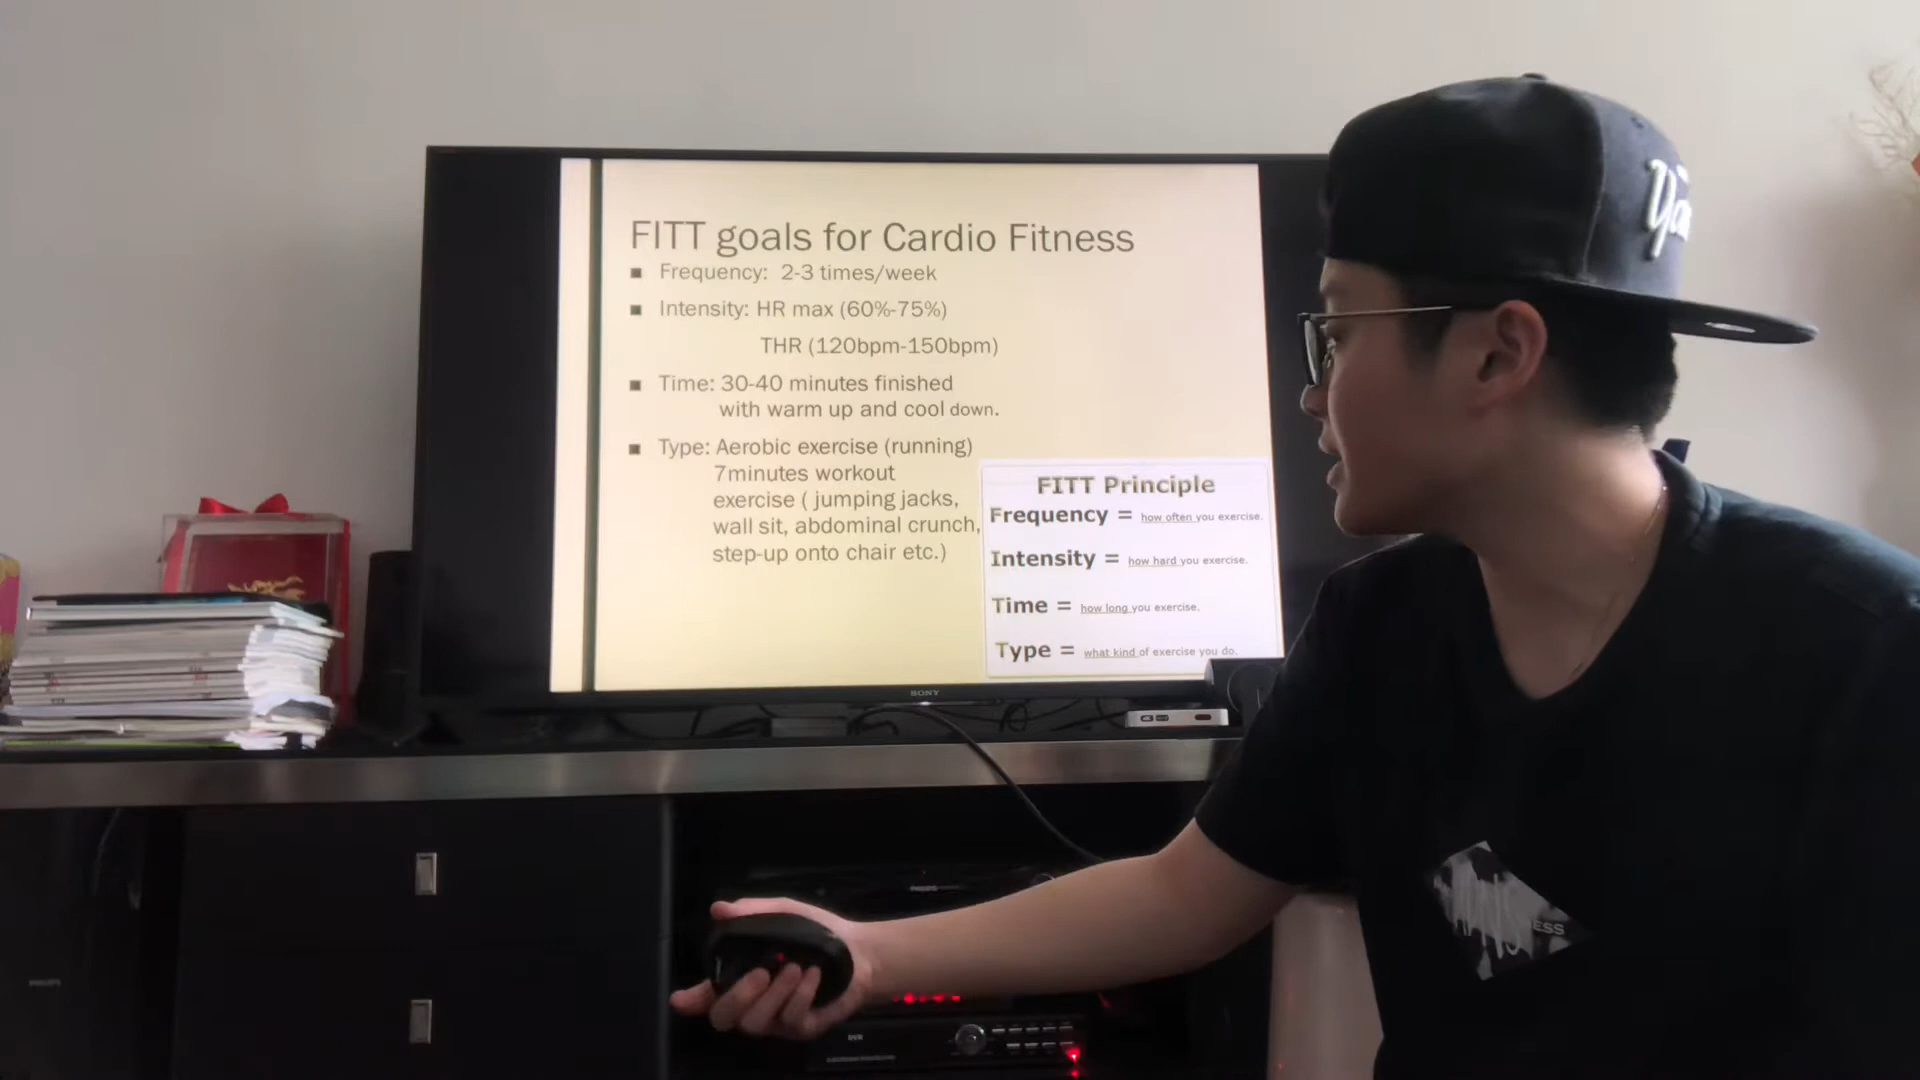 FITT goals for Cardio Fitness
■ Frequency: 2-3 times/week
■ Intensity: HR max (60%-75%)
THR (120bpm-150bpm)
■ Time: 30-40 minutes finished
with warm up and cool down.
■ Type: Aerobic exercise (running)
7minutes workout
exercise ( jumping jacks,
wall sit, abdominal crunch,
step-up onto chair etc.)
FITT Principle
Frequency = how often you exercise.
Intensity = how hard you exercise.
Time = how long you exercise.
Type = what kind of exercise you do.
SONY
PHILIPS
ESS